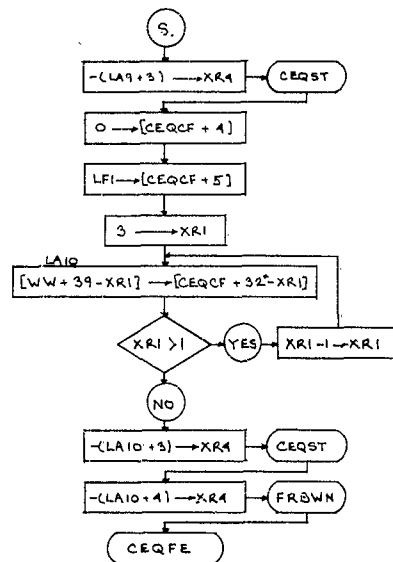 S.
-(LA9+3) → XR4 CEQST
0 → [CEQCF + 4]
LF1 → [CEQCF + 5]
3 → XR1
LA10
[WW + 39 - XR1] → [CEQCF + 32" - XR1]
XR1 > 1 YES XR1 - 1 → XR1
NO
-(LA10 + 3) → XR4 CEQST
-(LA10 + 4) → XR4 FRBWN
CEQFE